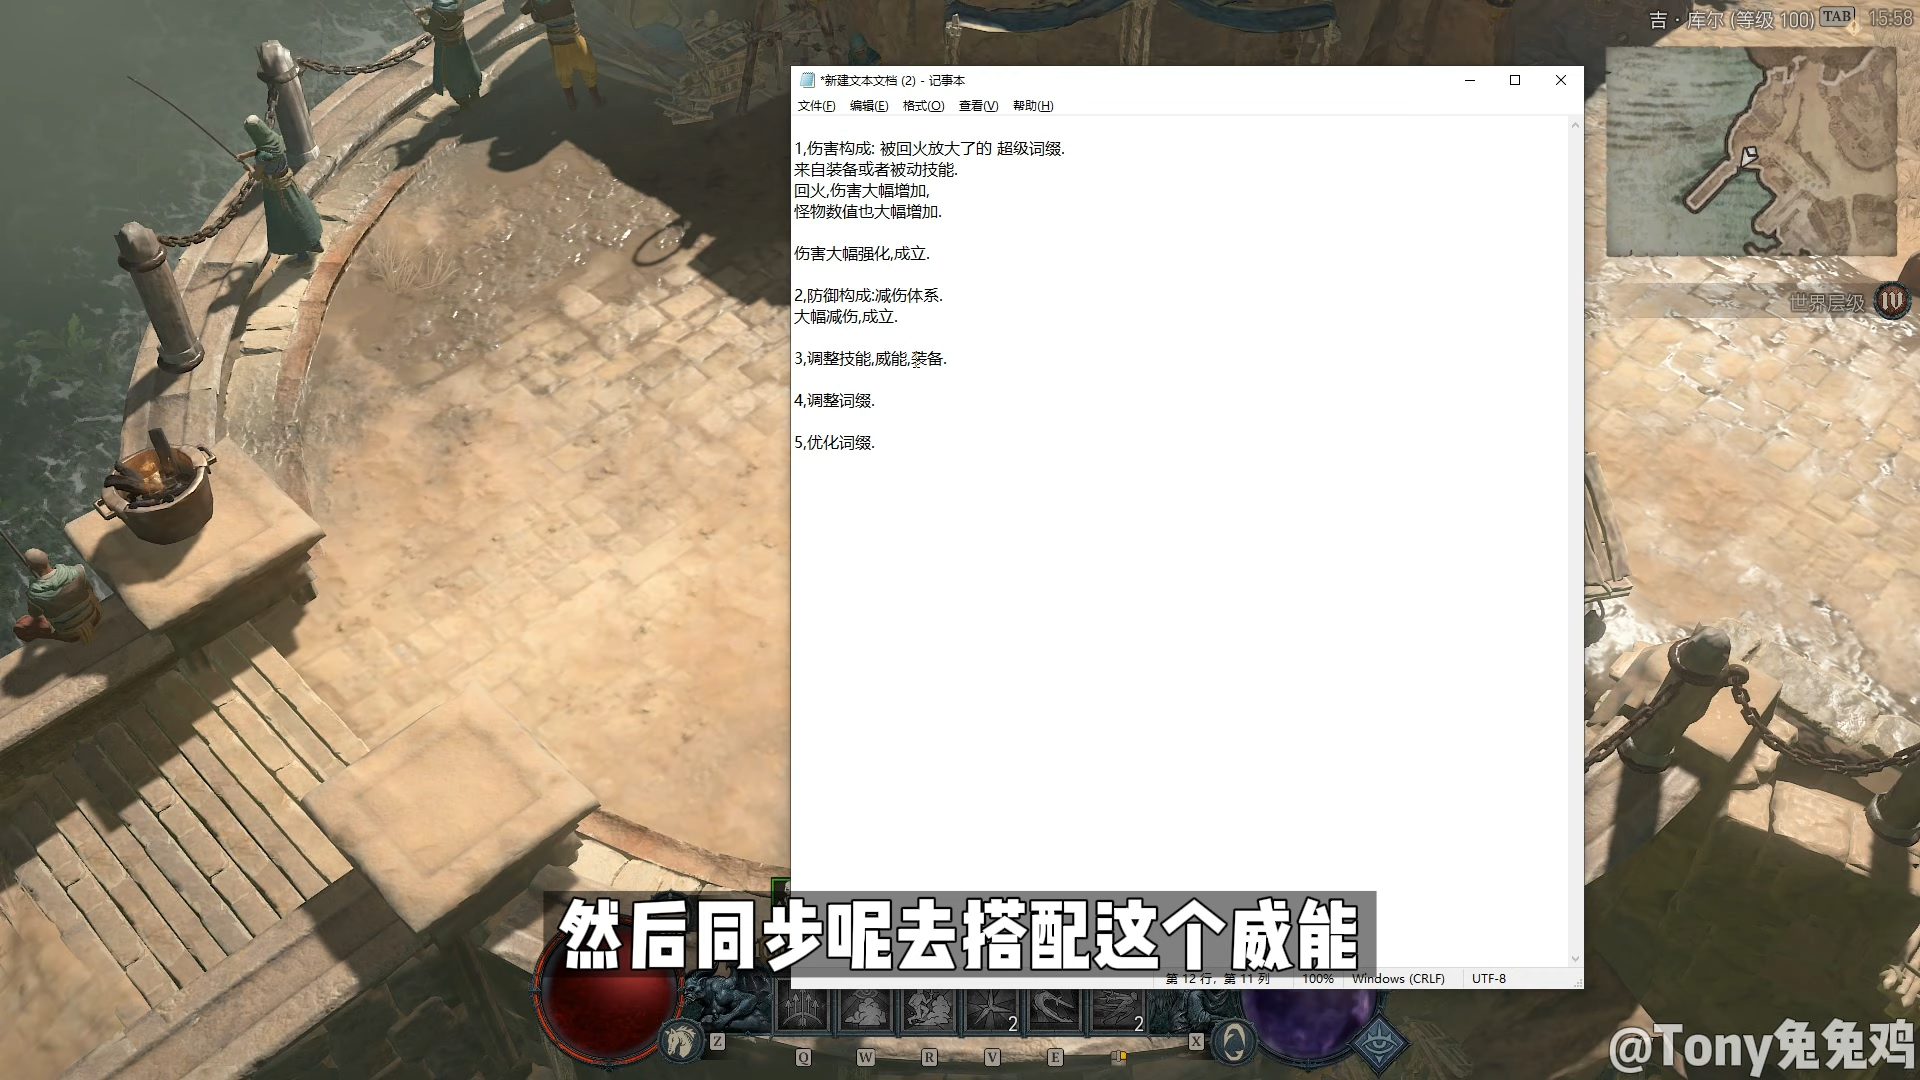 吉·库尔 (等级 100) TAB 15:58
*新建文本文档 (2) - 记事本
文件(F) 编辑(E) 格式(O) 查看(V) 帮助(H)
1,伤害构成: 被回火放大了的 超级词缀.
来自装备或者被动技能.
回火,伤害大幅增加,
怪物数值也大幅增加.
伤害大幅强化,成立.
2,防御构成:减伤体系.
大幅减伤,成立.
3,调整技能,威能,装备.
4,调整词缀.
5,优化词缀.
世界层级 IV
然后同步呢去搭配这个威能
第 12 行，第 11 列 100% Windows (CRLF) UTF-8
2 2
Z Q W R V E X
@Tony兔兔鸡